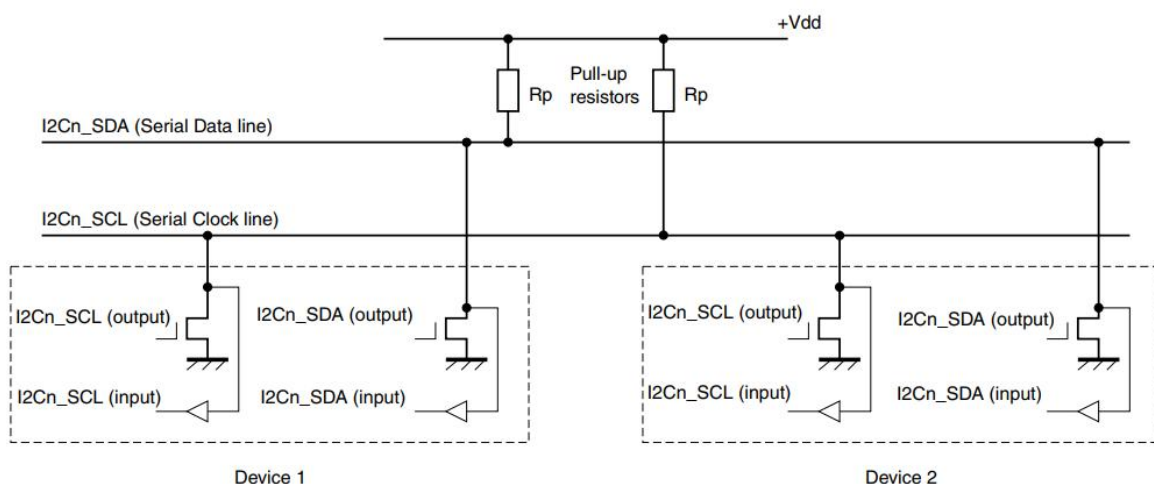 +Vdd
Rp
Pull-up
resistors
Rp
I2Cn_SDA (Serial Data line)
I2Cn_SCL (Serial Clock line)
I2Cn_SCL (output)
I2Cn_SDA (output)
I2Cn_SCL (input)
I2Cn_SDA (input)
I2Cn_SCL (output)
I2Cn_SDA (output)
I2Cn_SCL (input)
I2Cn_SDA (input)
Device 1
Device 2